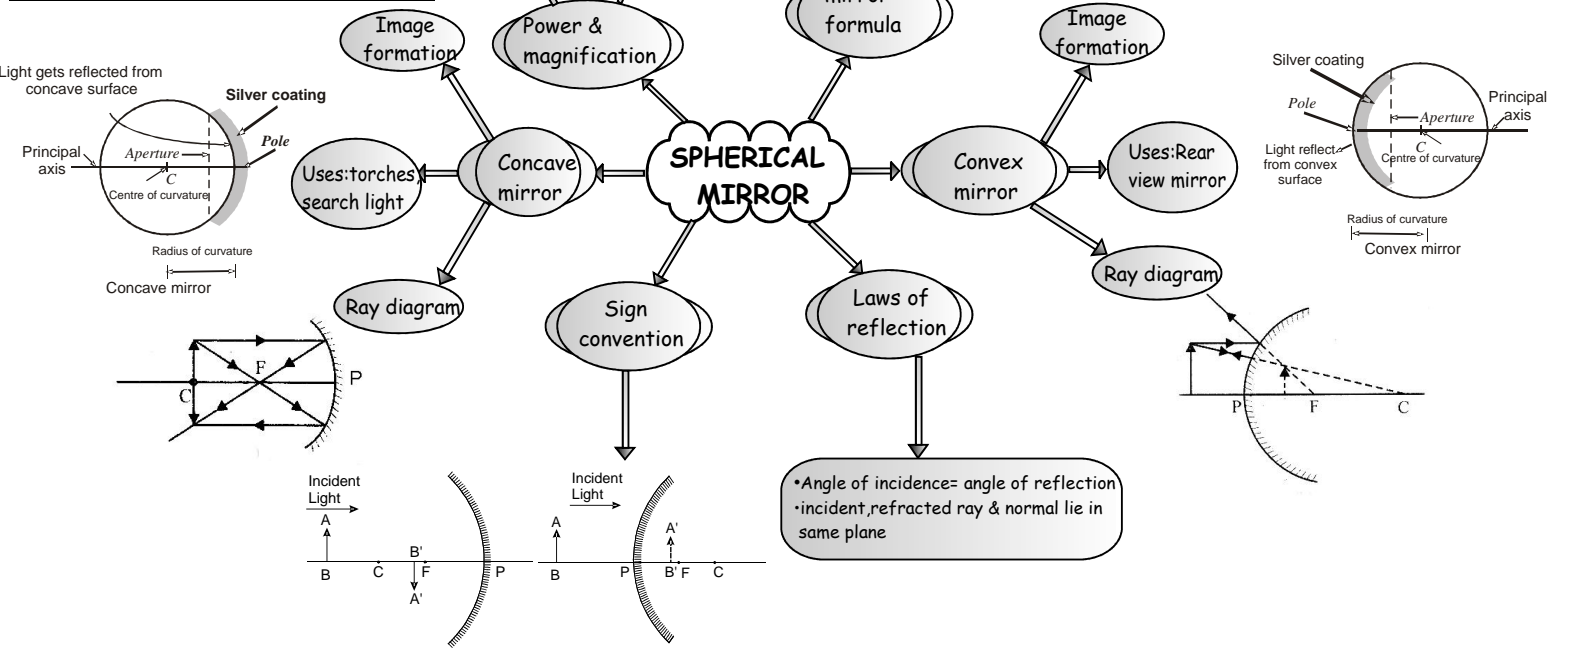 Image
formation
Power &
magnification
mirror
formula
Image
formation
Light gets reflected from
concave surface
Silver coating
Pole
Principal
axis
Aperture
C
Centre of curvature
Radius of curvature
Concave mirror
Uses:torches,
search light
Concave
mirror
SPHERICAL
MIRROR
Convex
mirror
Uses:Rear
view mirror
Silver coating
Pole
Principal
axis
Aperture
C
Centre of curvature
Light reflect
from convex
surface
Radius of curvature
Convex mirror
Ray diagram
Sign
convention
Laws of
reflection
Ray diagram
F
C
P
P
F
C
Incident
Light
A
B
C
B'
F
A'
P
Incident
Light
A
B
P
A'
B'
F
C
•Angle of incidence= angle of reflection
·incident,refracted ray & normal lie in
same plane